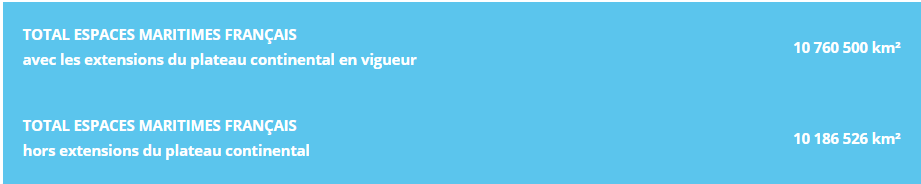 TOTAL ESPACES MARITIMES FRANÇAIS
avec les extensions du plateau continental en vigueur
10 760 500 km²
TOTAL ESPACES MARITIMES FRANÇAIS
hors extensions du plateau continental
10 186 526 km²